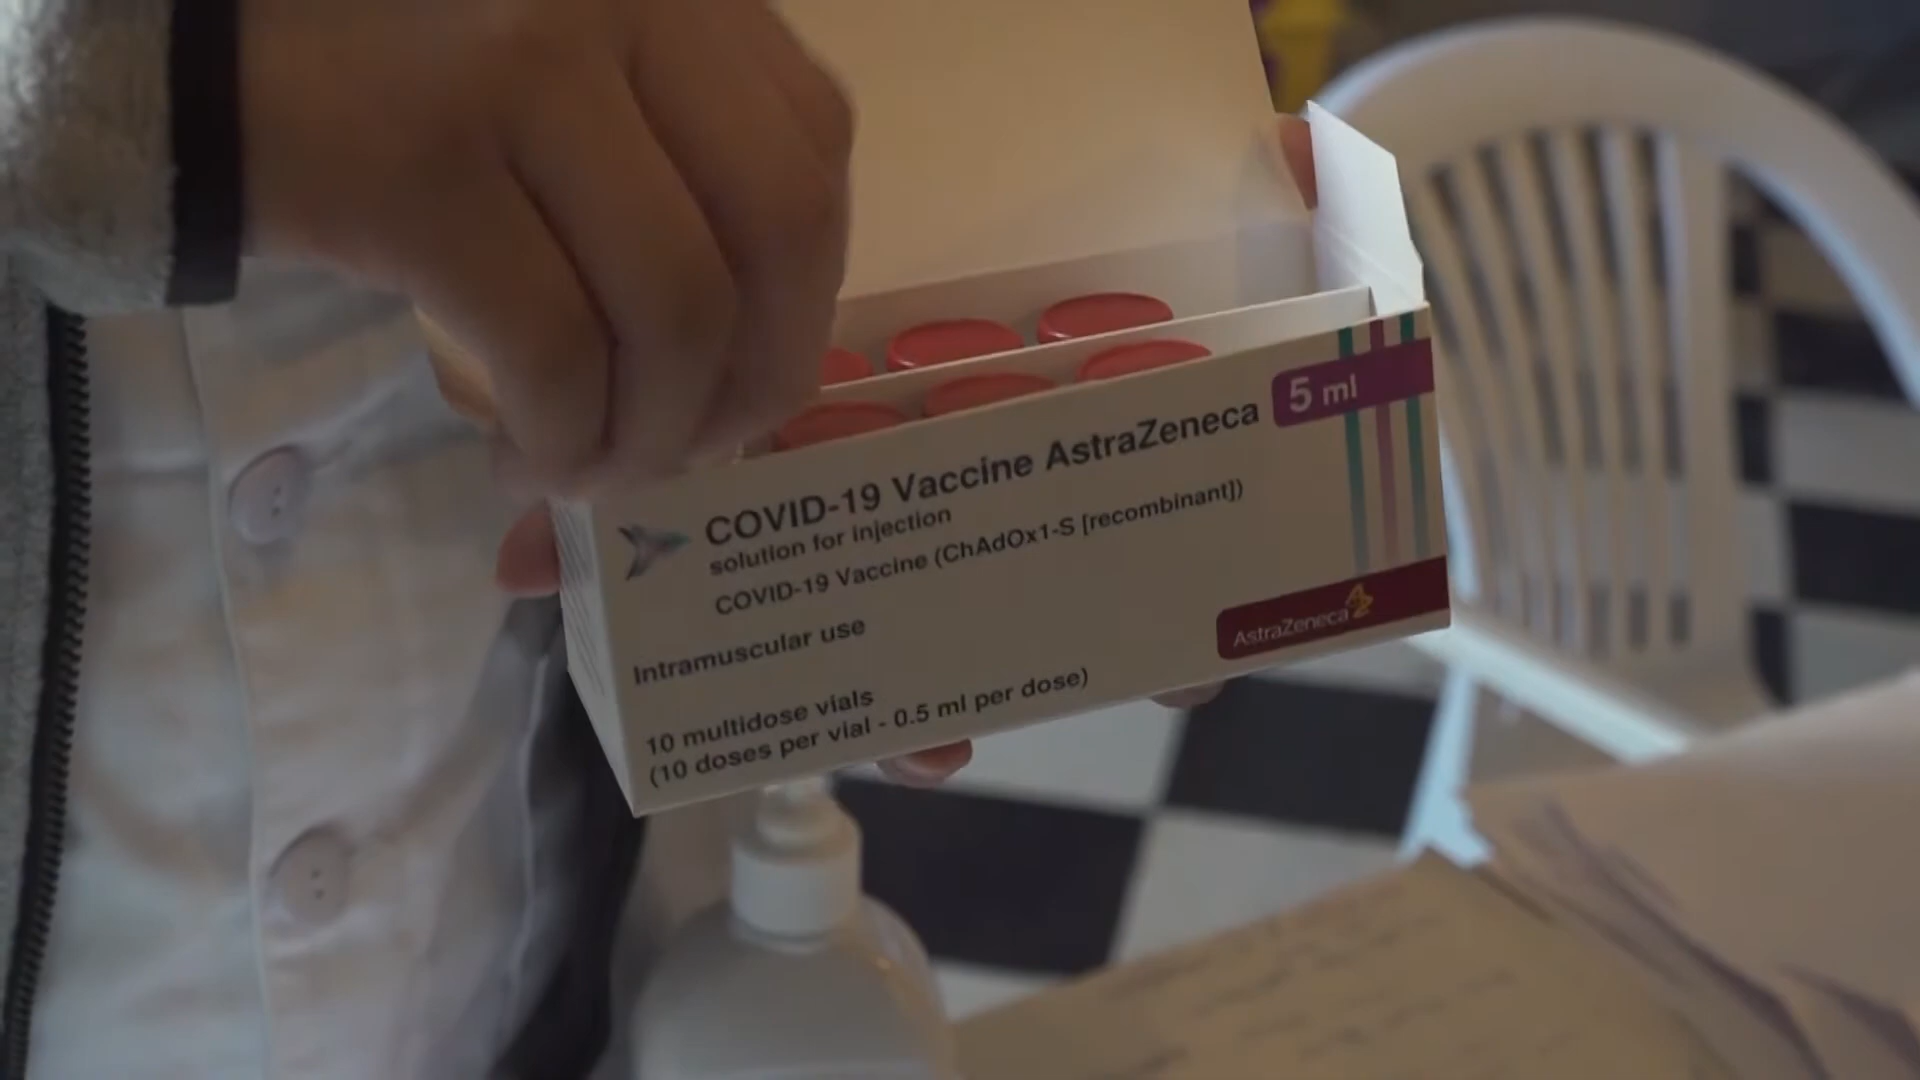 COVID-19 Vaccine AstraZeneca
5 ml
solution for injection
COVID-19 Vaccine (ChAdOx1-S [recombinant])
Intramuscular use
AstraZeneca
10 multidose vials
(10 doses per vial - 0.5 ml per dose)